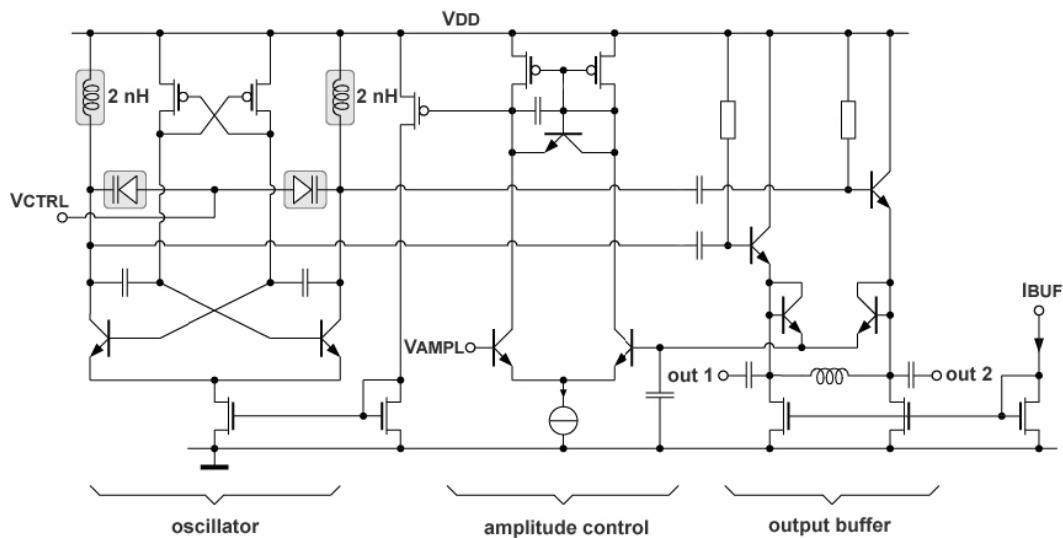 VDD
2 nH
2 nH
VCTRL
IBUF
VAMPL
out 1
out 2
oscillator
amplitude control
output buffer